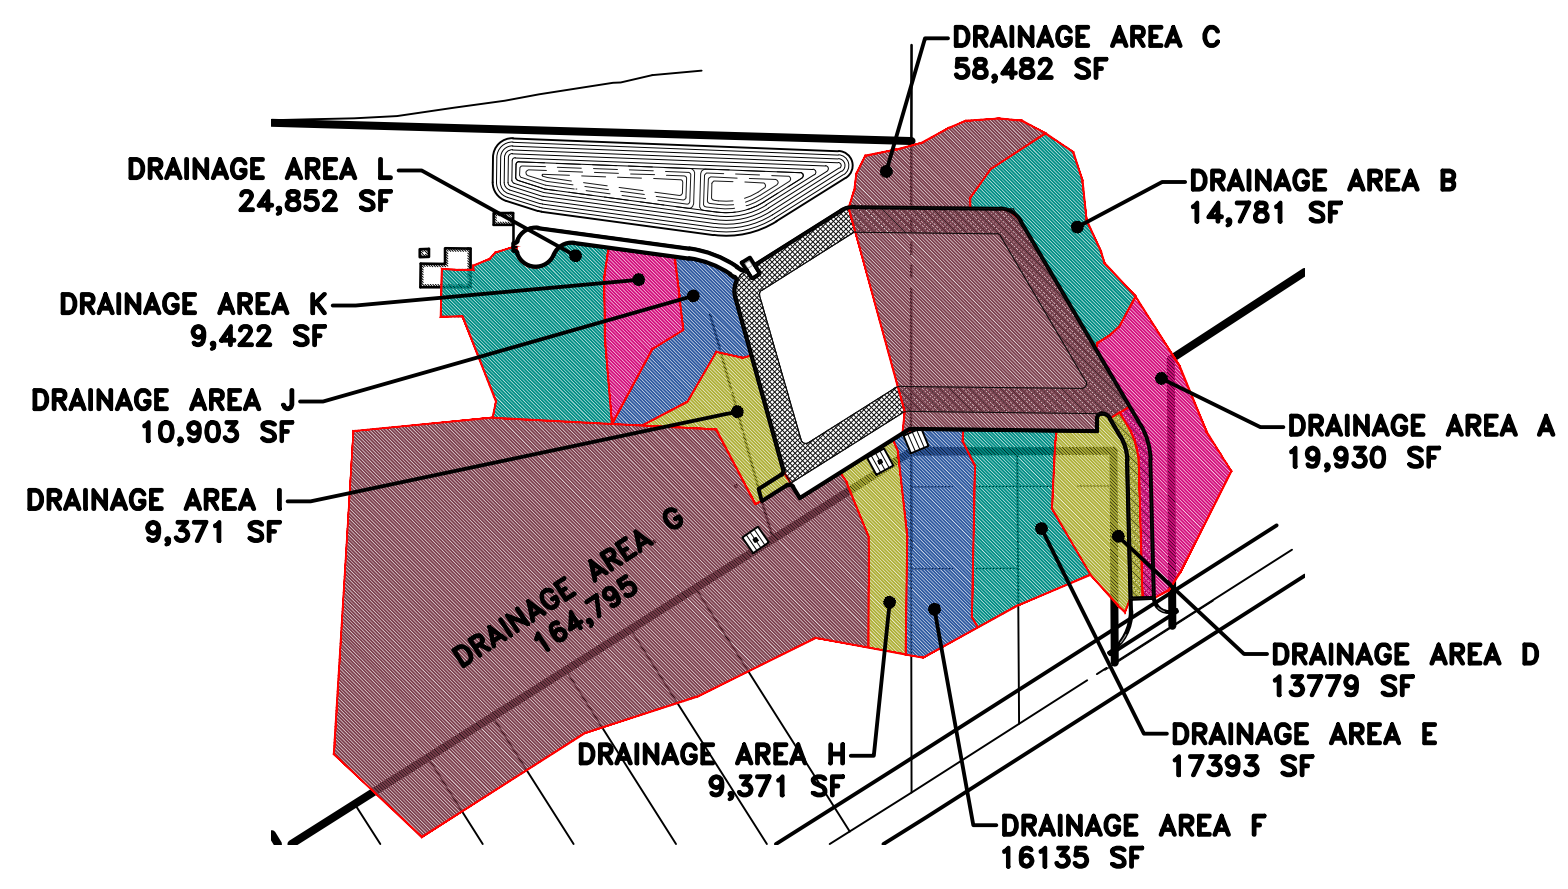 DRAINAGE AREA C
58,482 SF
DRAINAGE AREA L
24,852 SF
DRAINAGE AREA B
14,781 SF
DRAINAGE AREA K
9,422 SF
DRAINAGE AREA J
10,903 SF
DRAINAGE AREA A
19,930 SF
DRAINAGE AREA I
9,371 SF
DRAINAGE AREA G
164,795
DRAINAGE AREA D
13779 SF
DRAINAGE AREA E
17393 SF
DRAINAGE AREA H
9,371 SF
DRAINAGE AREA F
16135 SF